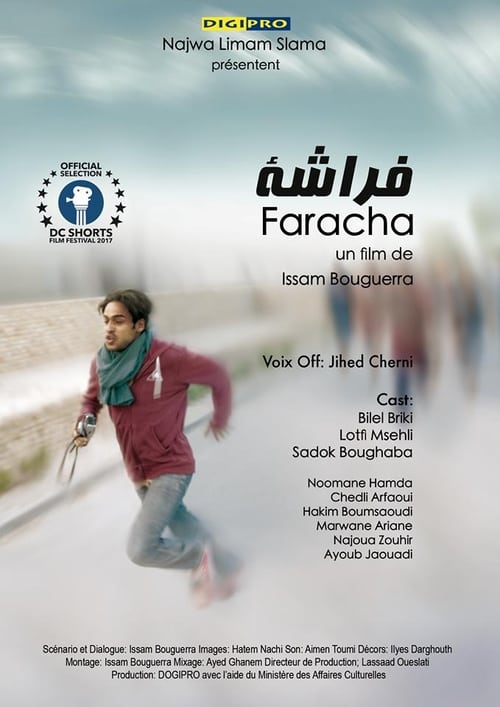 DIGIPRO
Najwa Limam Slama
présentent
OFFICIAL
SELECTION
DC SHORTS
FILM FESTIVAL 2017
فراشة
Faracha
un film de
Issam Bouguerra
Voix Off: Jihed Cherni
Cast:
Bilel Briki
Lotfi Msehli
Sadok Boughaba
Noomane Hamda
Chedli Arfaoui
Hakim Boumsaoudi
Marwane Ariane
Najoua Zouhir
Ayoub Jaouadi
Scénario et Dialogue: Issam Bouguerra Images: Hatem Nachi Son: Aimen Toumi Décors: Ilyes Darghouth
Montage: Issam Bouguerra Mixage: Ayed Ghanem Directeur de Production; Lassaad Oueslati
Production: DOGIPRO avec l'aide du Ministére des Affaires Culturelles